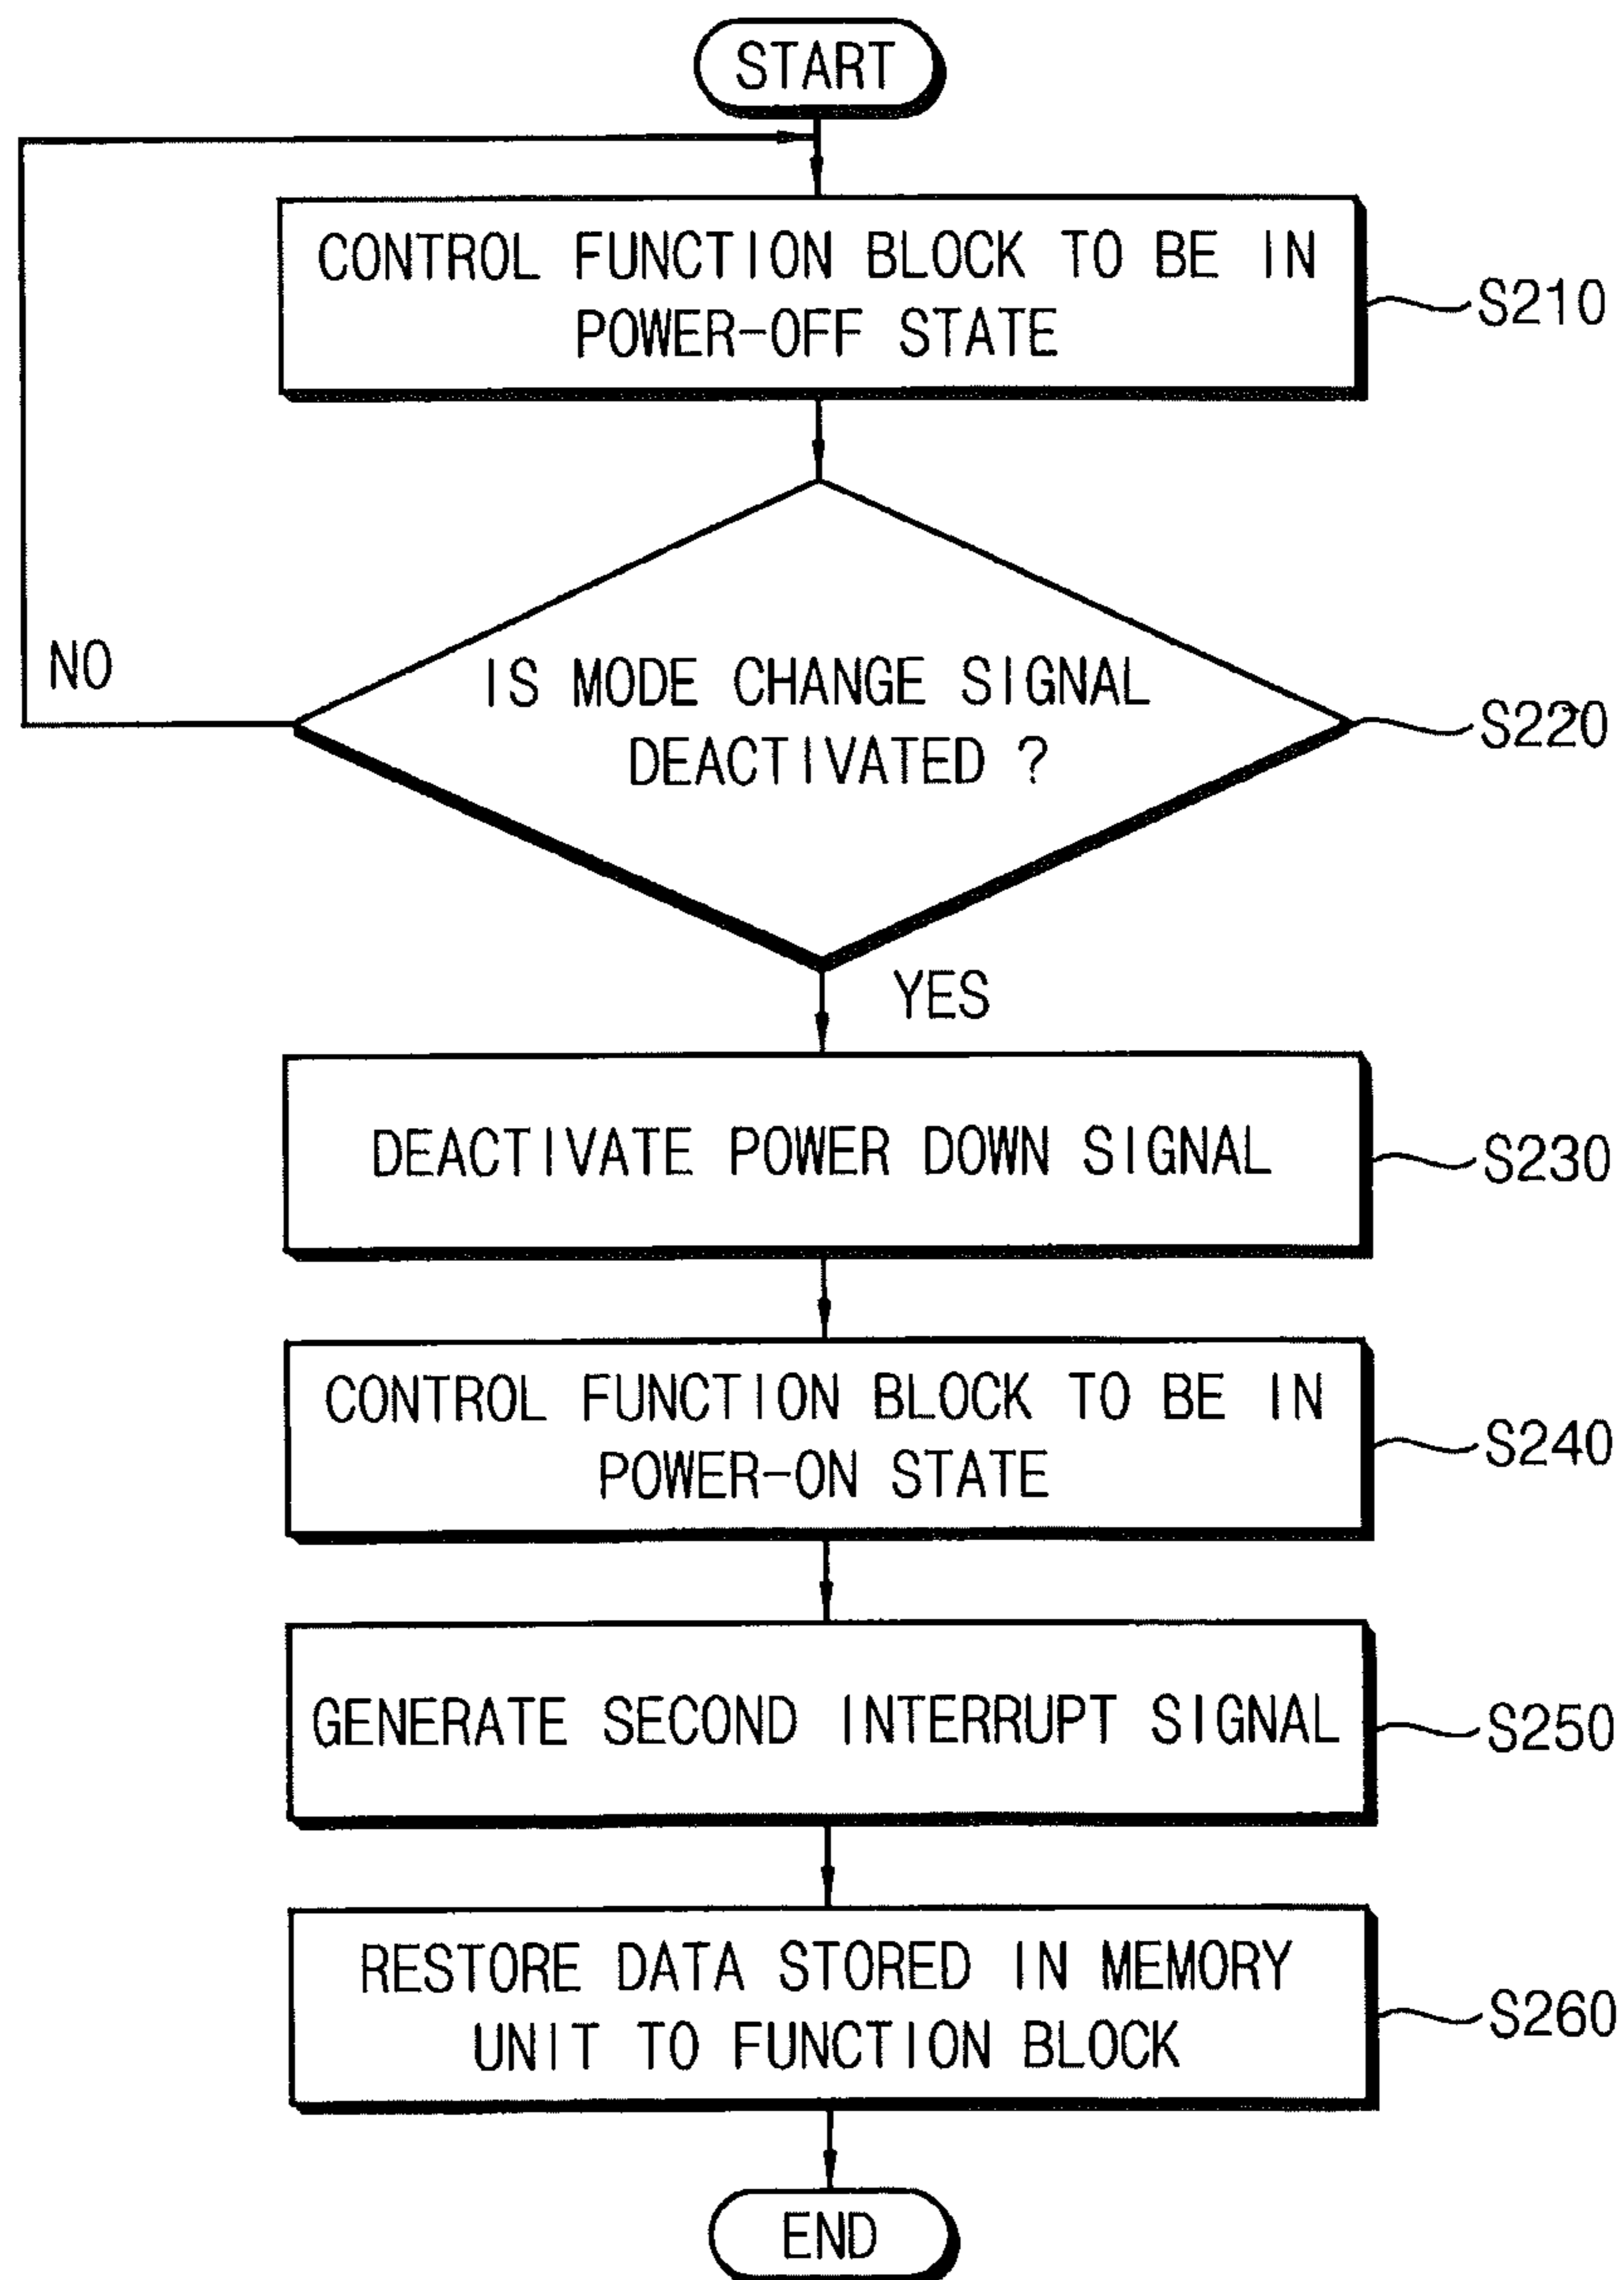 START
CONTROL FUNCTION BLOCK TO BE IN
POWER-OFF STATE
S210
NO
IS MODE CHANGE SIGNAL
DEACTIVATED ?
S220
YES
DEACTIVATE POWER DOWN SIGNAL
S230
CONTROL FUNCTION BLOCK TO BE IN
POWER-ON STATE
S240
GENERATE SECOND INTERRUPT SIGNAL
S250
RESTORE DATA STORED IN MEMORY
UNIT TO FUNCTION BLOCK
S260
END